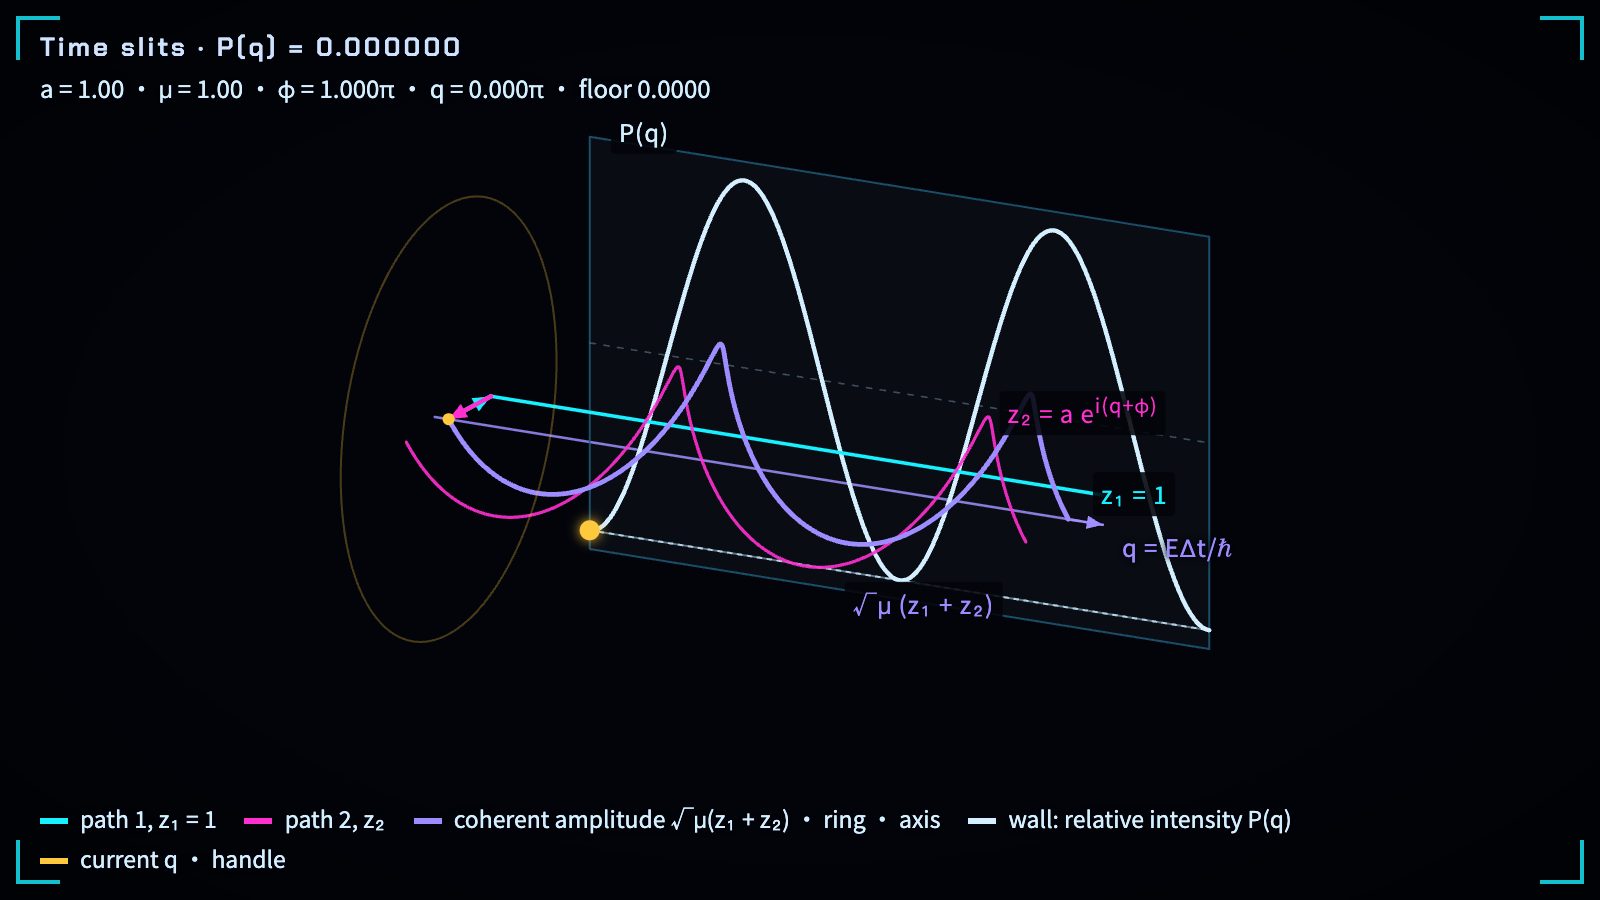 Time slits · P(q) = 0.000000
a = 1.00 • μ = 1.00 • ϕ = 1.000π • q = 0.000π • floor 0.0000
P(q)
z₂ = a e^{i(q+ϕ)}
z₁ = 1
q = EΔt/ℏ
√μ (z₁ + z₂)
path 1, z₁ = 1 path 2, z₂ coherent amplitude √μ(z₁ + z₂) • ring • axis wall: relative intensity P(q)
current q • handle